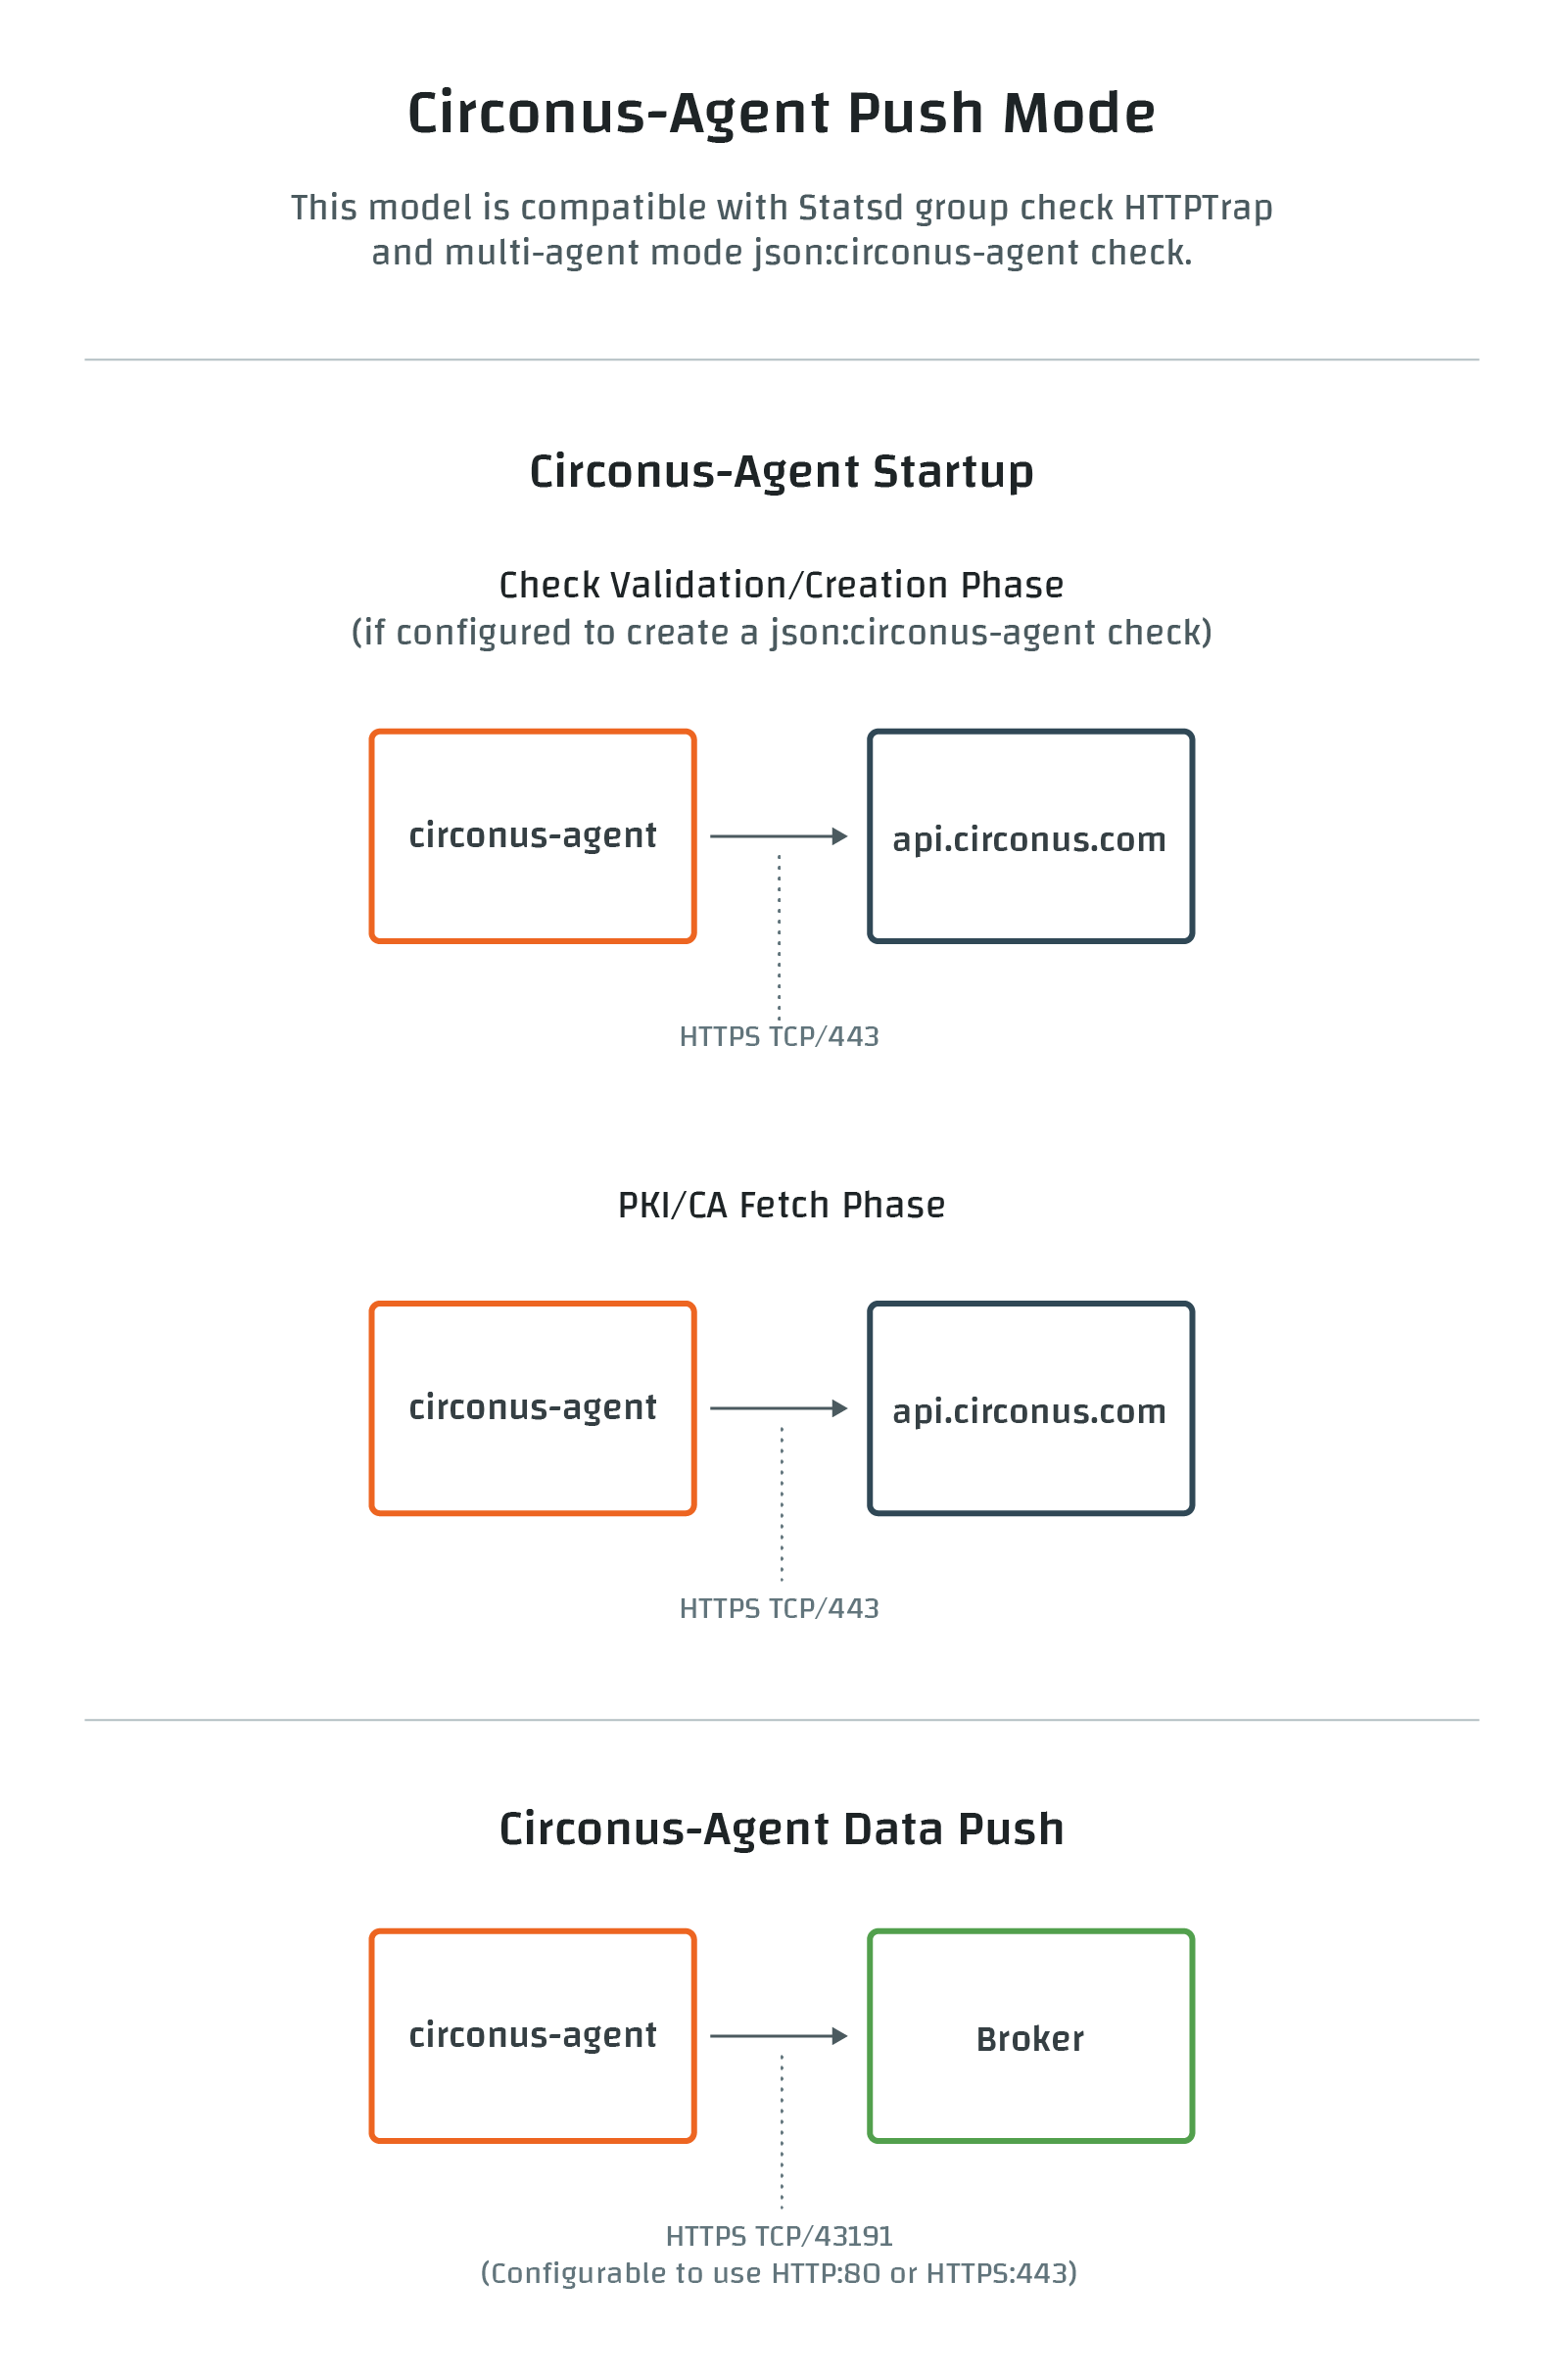 Circonus-Agent Push Mode
This model is compatible with Statsd group check HTTPTrap
and multi-agent mode json:circonus-agent check.
Circonus-Agent Startup
Check Validation/Creation Phase
(if configured to create a json:circonus-agent check)
circonus-agent
api.circonus.com
HTTPS TCP/443
PKI/CA Fetch Phase
circonus-agent
api.circonus.com
HTTPS TCP/443
Circonus-Agent Data Push
circonus-agent
Broker
HTTPS TCP/43191
(Configurable to use HTTP:80 or HTTPS:443)